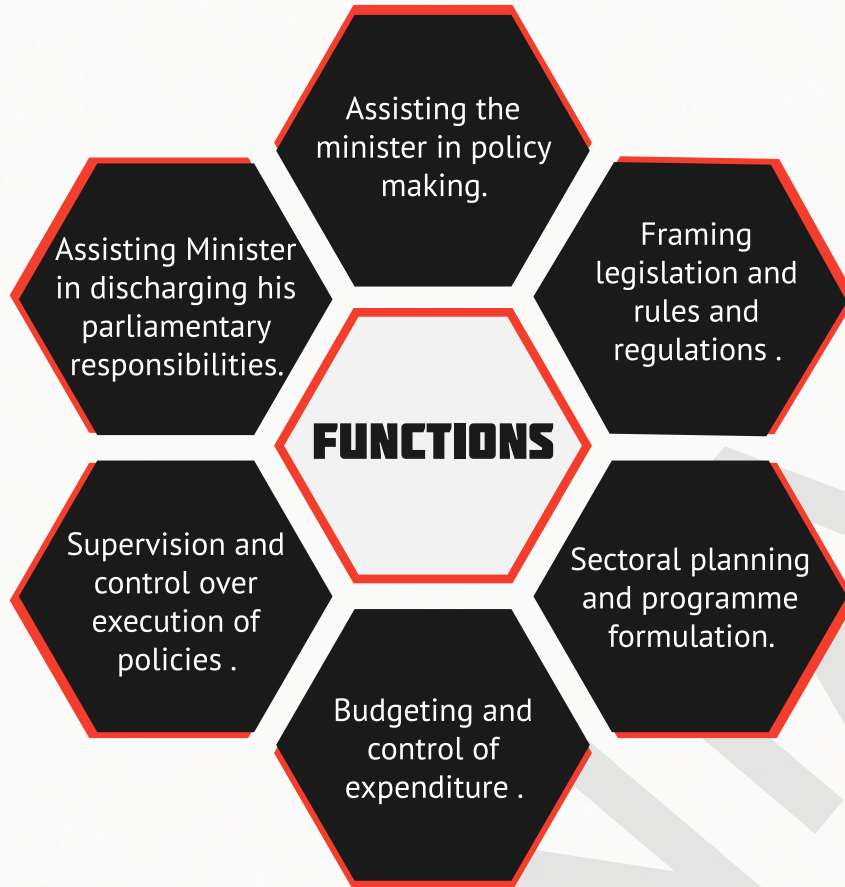 Assisting the
minister in policy
making.
Framing
legislation and
rules and
regulations .
Sectoral planning
and programme
formulation.
Budgeting and
control of
expenditure .
Supervision and
control over
execution of
policies .
Assisting Minister
in discharging his
parliamentary
responsibilities.
FUNCTIONS